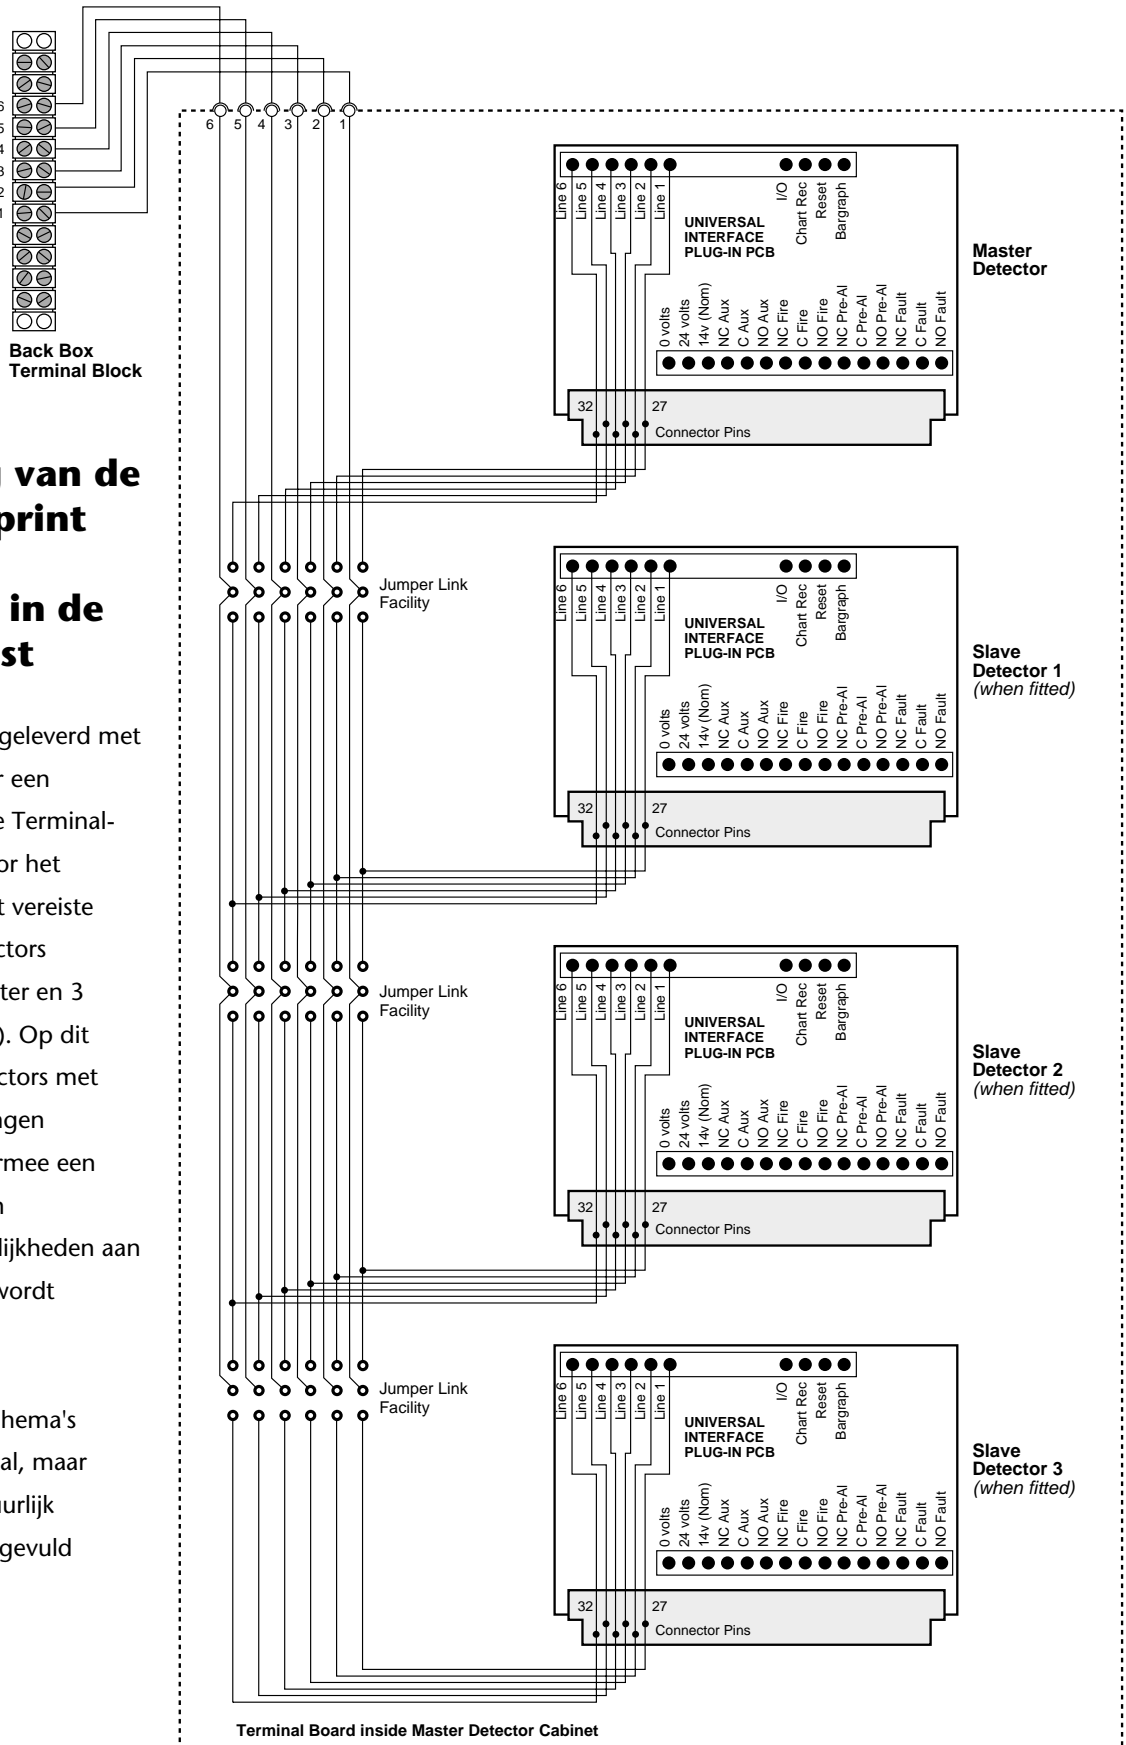 6
5
4
3
2
1
Back Box
Terminal Block
6 5 4 3 2 1
g van de
print
in de
st
geleverd met
r een
e Terminal-
or het
t vereiste
ctors
ter en 3
). Op dit
ctors met
ngen
rmee een
n
lijkheden aan
wordt
hema's
al, maar
urlijk
gevuld
Line 6
Line 5
Line 4
Line 3
Line 2
Line 1
I/O
Chart Rec
Reset
Bargraph
UNIVERSAL
INTERFACE
PLUG-IN PCB
0 volts
24 volts
14v (Nom)
NC Aux
C Aux
NO Aux
NC Fire
C Fire
NO Fire
NC Pre-Al
C Pre-Al
NO Pre-Al
NC Fault
C Fault
NO Fault
32 27
Connector Pins
Master
Detector
Jumper Link
Facility
Line 6
Line 5
Line 4
Line 3
Line 2
Line 1
I/O
Chart Rec
Reset
Bargraph
UNIVERSAL
INTERFACE
PLUG-IN PCB
0 volts
24 volts
14v (Nom)
NC Aux
C Aux
NO Aux
NC Fire
C Fire
NO Fire
NC Pre-Al
C Pre-Al
NO Pre-Al
NC Fault
C Fault
NO Fault
32 27
Connector Pins
Slave
Detector 1
(when fitted)
Jumper Link
Facility
Line 6
Line 5
Line 4
Line 3
Line 2
Line 1
I/O
Chart Rec
Reset
Bargraph
UNIVERSAL
INTERFACE
PLUG-IN PCB
0 volts
24 volts
14v (Nom)
NC Aux
C Aux
NO Aux
NC Fire
C Fire
NO Fire
NC Pre-Al
C Pre-Al
NO Pre-Al
NC Fault
C Fault
NO Fault
32 27
Connector Pins
Slave
Detector 2
(when fitted)
Jumper Link
Facility
Line 6
Line 5
Line 4
Line 3
Line 2
Line 1
I/O
Chart Rec
Reset
Bargraph
UNIVERSAL
INTERFACE
PLUG-IN PCB
0 volts
24 volts
14v (Nom)
NC Aux
C Aux
NO Aux
NC Fire
C Fire
NO Fire
NC Pre-Al
C Pre-Al
NO Pre-Al
NC Fault
C Fault
NO Fault
32 27
Connector Pins
Slave
Detector 3
(when fitted)
Terminal Board inside Master Detector Cabinet